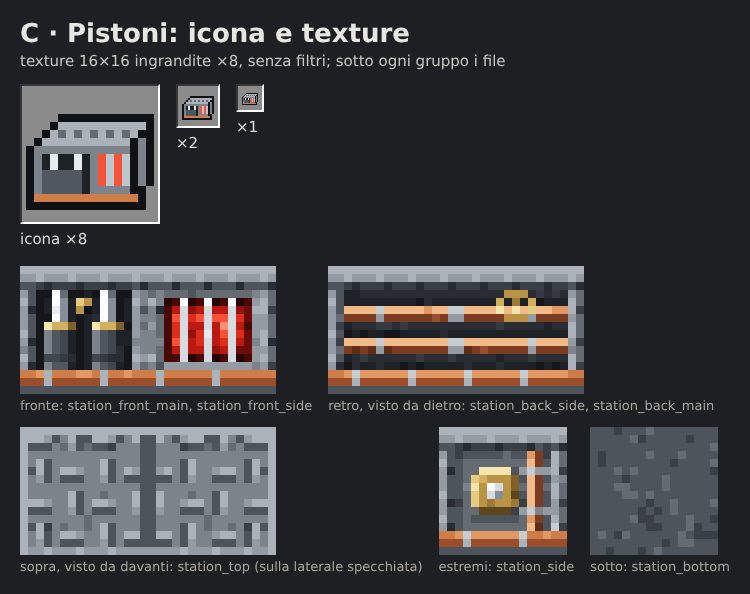 C · Pistoni: icona e texture
texture 16×16 ingrandite ×8, senza filtri; sotto ogni gruppo i file
×2
×1
icona ×8
fronte: station_front_main, station_front_side
retro, visto da dietro: station_back_side, station_back_main
sopra, visto da davanti: station_top (sulla laterale specchiata)
estremi: station_side
sotto: station_bottom